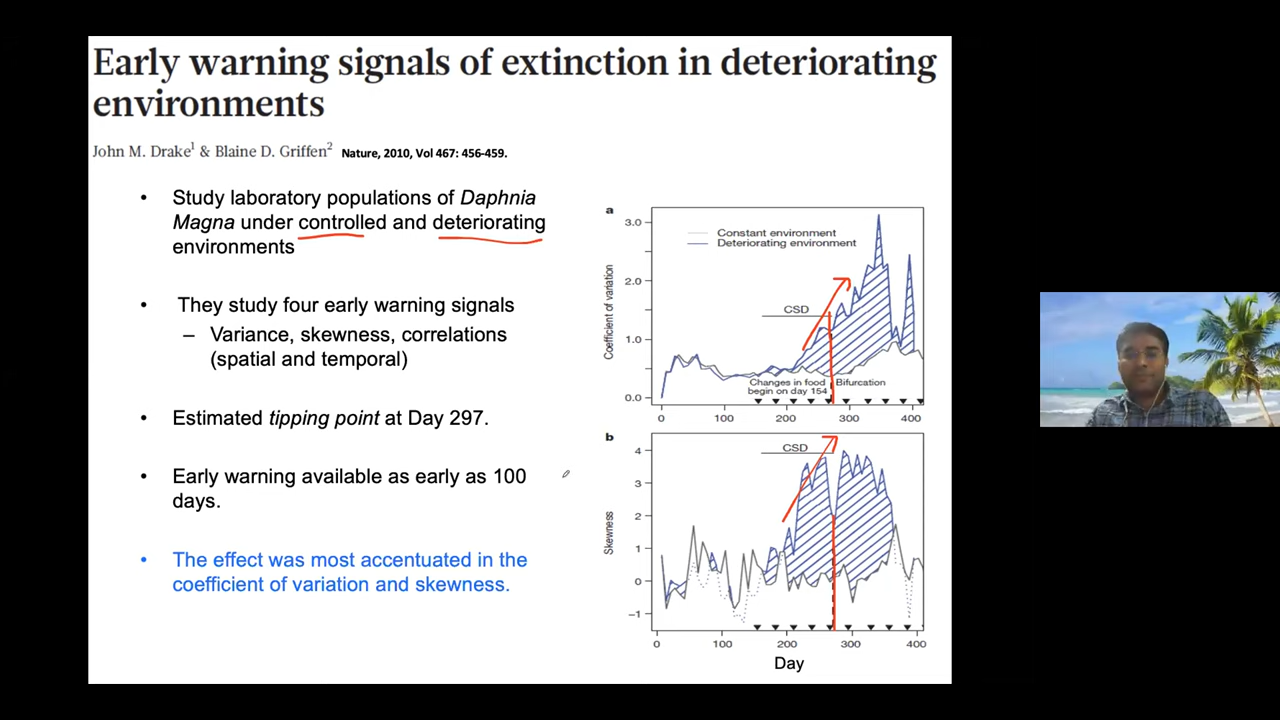 Early warning signals of extinction in deteriorating
environments
John M. Drake1 & Blaine D. Griffen2 Nature, 2010, Vol 467: 456-459.
• Study laboratory populations of Daphnia
Magna under controlled and deteriorating
environments
• They study four early warning signals
– Variance, skewness, correlations
(spatial and temporal)
• Estimated tipping point at Day 297.
• Early warning available as early as 100
days.
• The effect was most accentuated in the
coefficient of variation and skewness.
a
3.0
2.0
1.0
0.0
Coefficient of variation
Constant environment
Deteriorating environment
CSD
Changes in food
begin on day 154
Bifurcation
0 100 200 300 400
b
4
3
2
1
0
−1
Skewness
CSD
0 100 200 300 400
Day